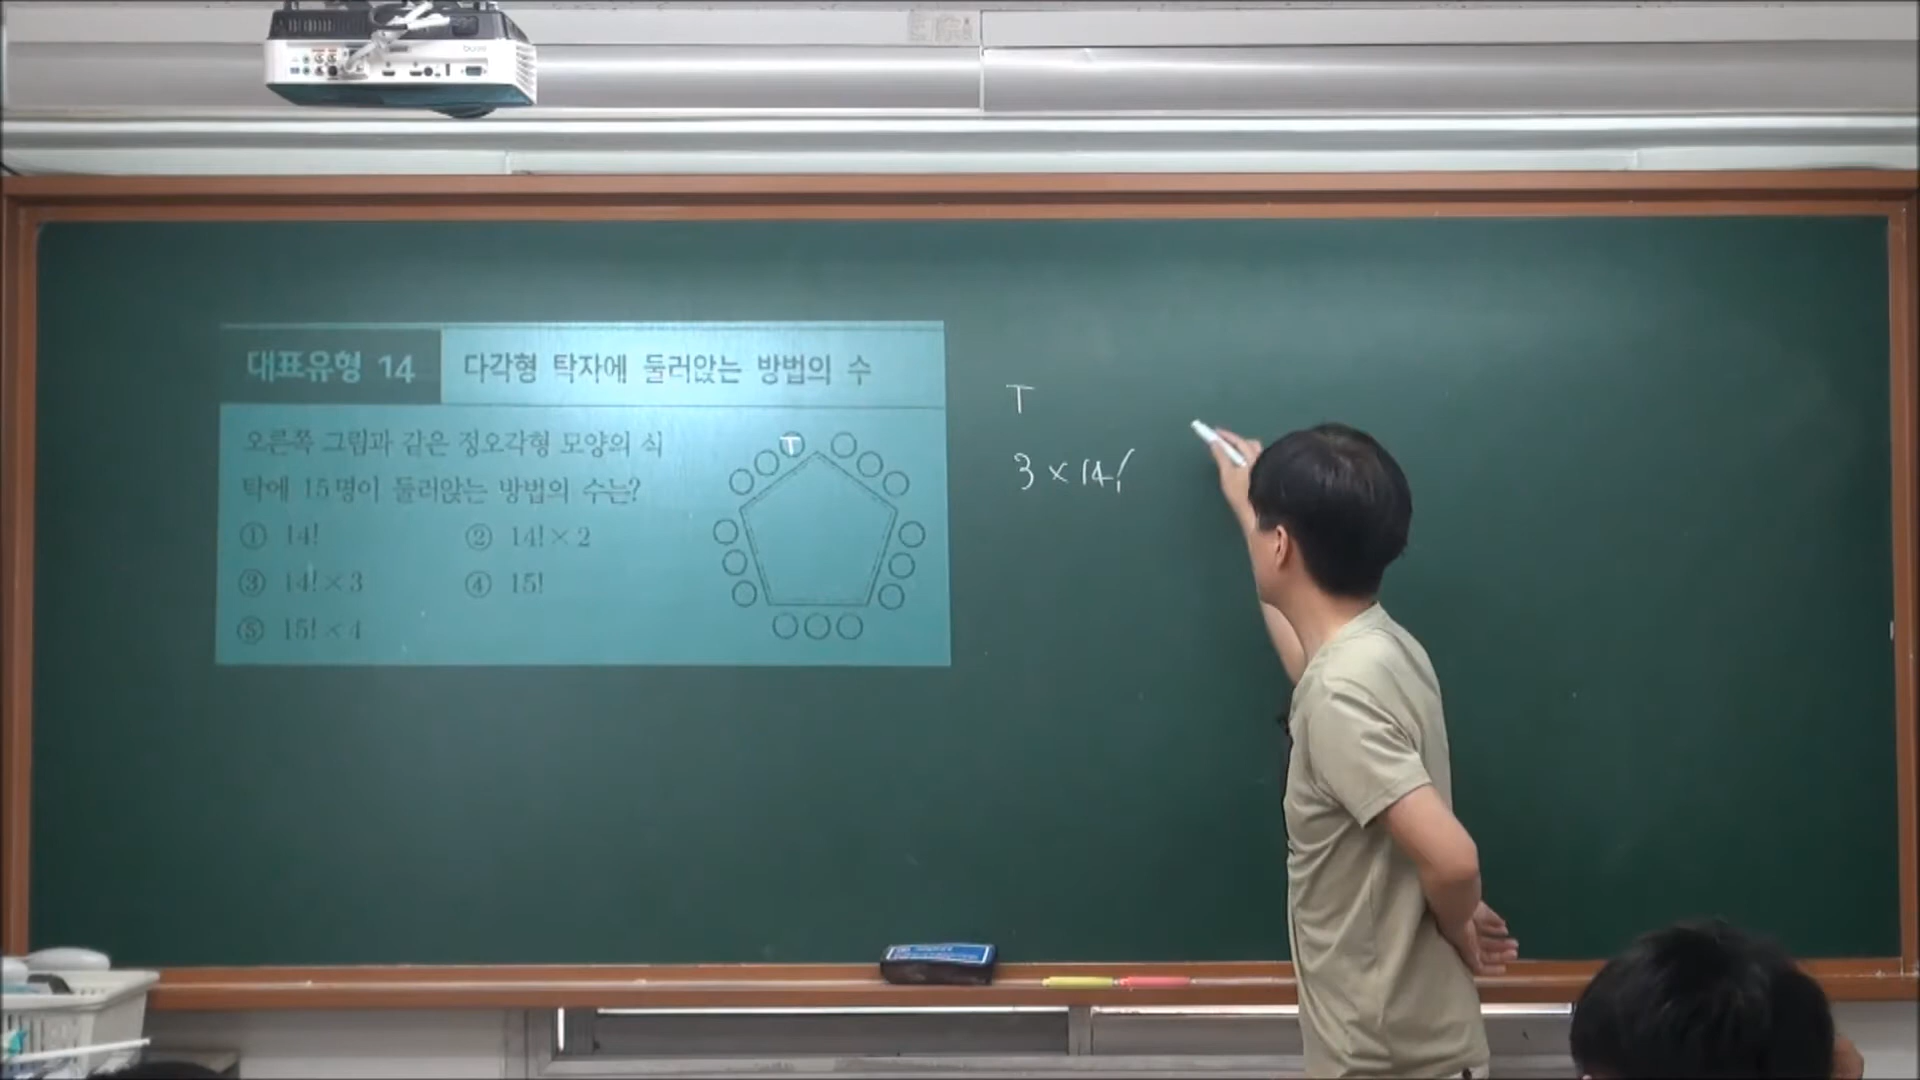 대표유형 14 다각형 탁자에 둘러앉는 방법의 수
오른쪽 그림과 같은 정오각형 모양의 식
탁에 15명이 둘러앉는 방법의 수는?
① 14! ② 14!×2
③ 14!×3 ④ 15!
⑤ 15!×4
T
T
3×14!